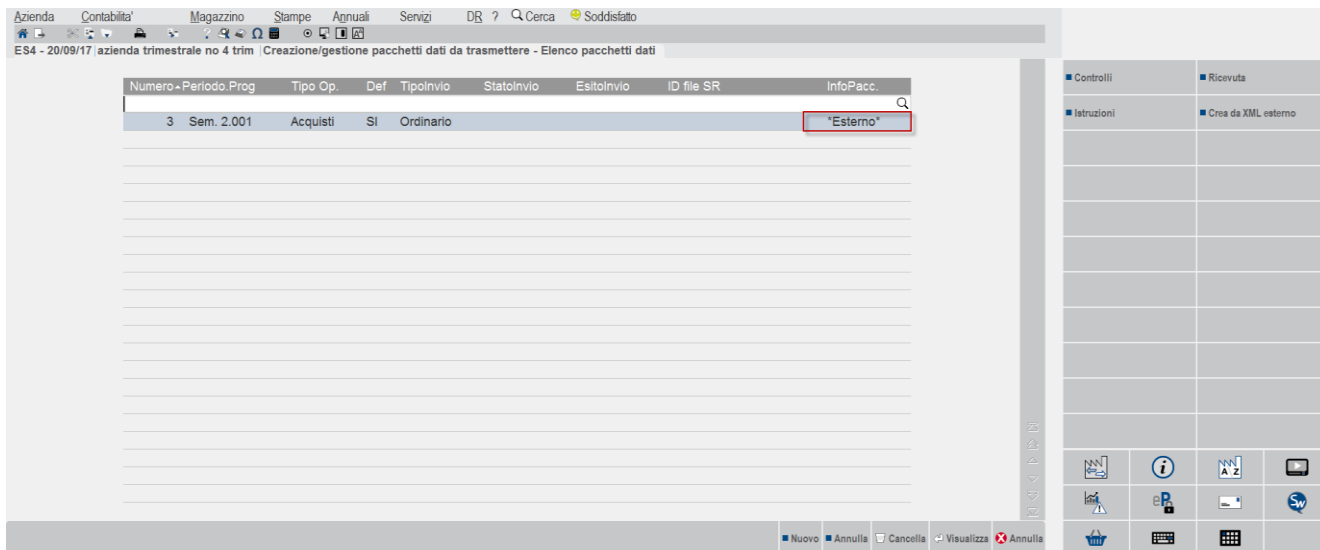 Azienda Contabilita' Magazzino Stampe Annuali Servizi DR ? Cerca Soddisfatto
ES4 - 20/09/17 azienda trimestrale no 4 trim Creazione/gestione pacchetti dati da trasmettere - Elenco pacchetti dati
Numero Periodo.Prog Tipo Op. Def TipoInvio StatoInvio EsitoInvio ID file SR InfoPacc.
3 Sem. 2.001 Acquisti SI Ordinario "Esterno"
Controlli Ricevuta
Istruzioni Crea da XML esterno
Nuovo Annulla Cancella Visualizza Annulla